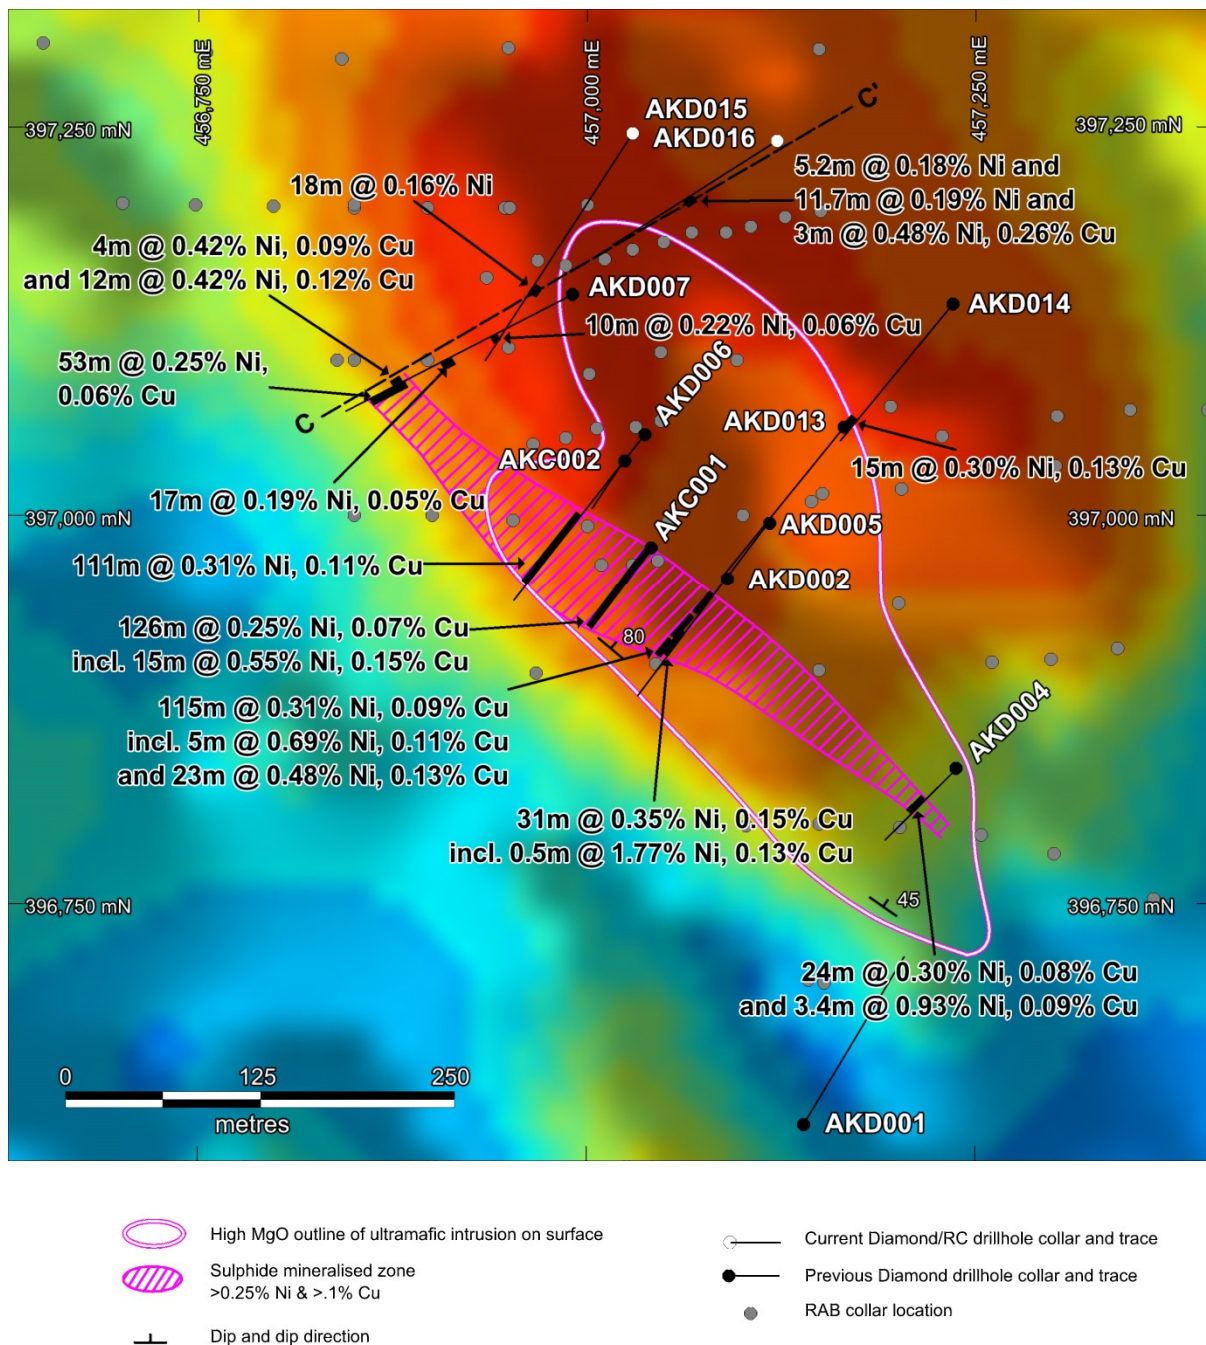 456,750 mE
457,000 mE
457,250 mE
C'
AKD015
AKD016
397,250 mN
397,250 mN
5.2m @ 0.18% Ni and
11.7m @ 0.19% Ni and
3m @ 0.48% Ni, 0.26% Cu
18m @ 0.16% Ni
4m @ 0.42% Ni, 0.09% Cu
and 12m @ 0.42% Ni, 0.12% Cu
AKD007
AKD014
10m @ 0.22% Ni, 0.06% Cu
53m @ 0.25% Ni,
0.06% Cu
AKD006
C
AKD013
AKC002
15m @ 0.30% Ni, 0.13% Cu
17m @ 0.19% Ni, 0.05% Cu
AKC001
397,000 mN
397,000 mN
AKD005
111m @ 0.31% Ni, 0.11% Cu
AKD002
126m @ 0.25% Ni, 0.07% Cu
incl. 15m @ 0.55% Ni, 0.15% Cu
80
115m @ 0.31% Ni, 0.09% Cu
incl. 5m @ 0.69% Ni, 0.11% Cu
and 23m @ 0.48% Ni, 0.13% Cu
AKD004
31m @ 0.35% Ni, 0.15% Cu
incl. 0.5m @ 1.77% Ni, 0.13% Cu
45
396,750 mN
396,750 mN
24m @ 0.30% Ni, 0.08% Cu
and 3.4m @ 0.93% Ni, 0.09% Cu
0 125 250
metres
AKD001
High MgO outline of ultramafic intrusion on surface
Sulphide mineralised zone
>0.25% Ni & >.1% Cu
Dip and dip direction
Current Diamond/RC drillhole collar and trace
Previous Diamond drillhole collar and trace
RAB collar location